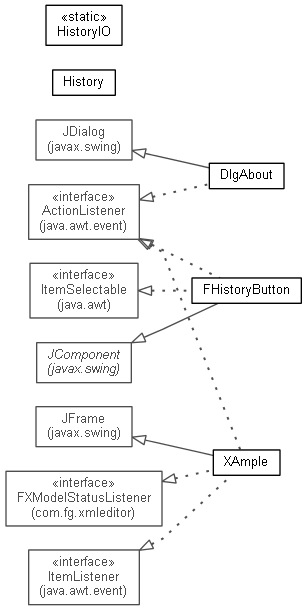 «static»
HistoryIO
History
JDialog
(javax.swing)
DlgAbout
«interface»
ActionListener
(java.awt.event)
«interface»
ItemSelectable
(java.awt)
FHistoryButton
JComponent
(javax.swing)
JFrame
(javax.swing)
XAmple
«interface»
FXModelStatusListener
(com.fg.xmleditor)
«interface»
ItemListener
(java.awt.event)